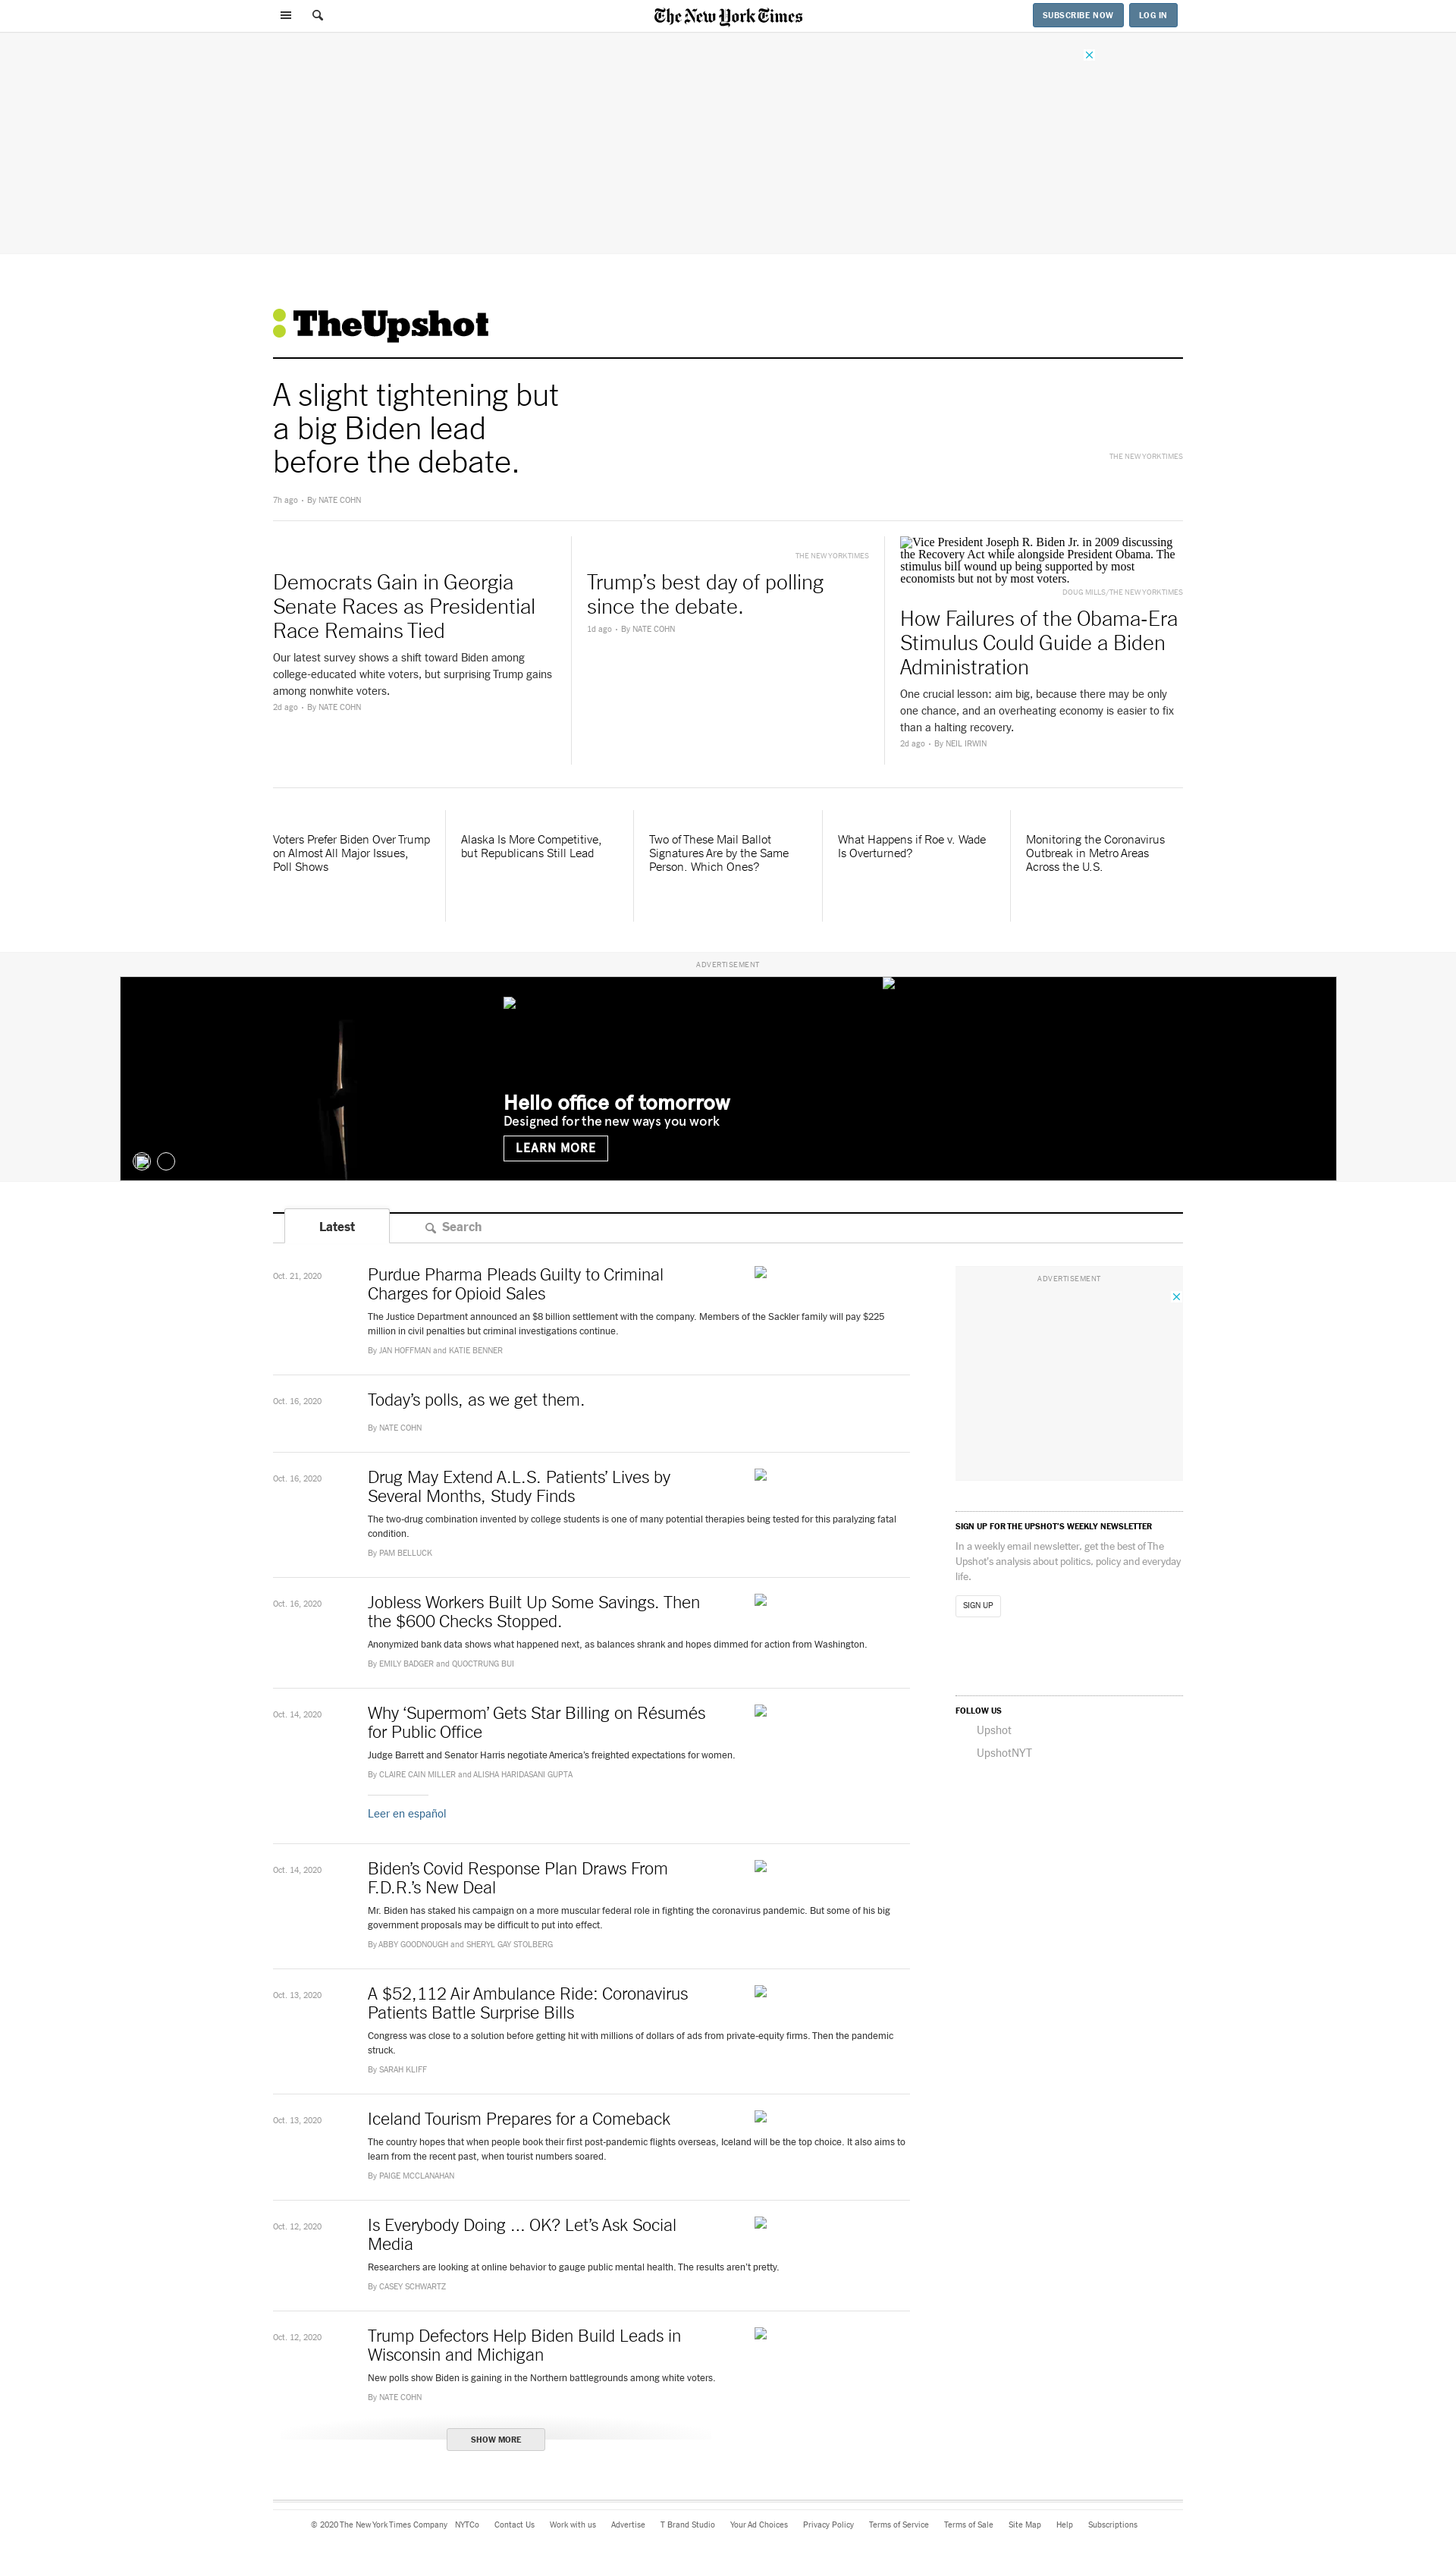 The New York Times
SUBSCRIBE NOW
LOG IN
TheUpshot
A slight tightening but
a big Biden lead
before the debate.
THE NEW YORK TIMES
7h ago • By NATE COHN
Democrats Gain in Georgia
Senate Races as Presidential
Race Remains Tied
Our latest survey shows a shift toward Biden among
college-educated white voters, but surprising Trump gains
among nonwhite voters.
2d ago • By NATE COHN
THE NEW YORK TIMES
Trump’s best day of polling
since the debate.
1d ago • By NATE COHN
Vice President Joseph R. Biden Jr. in 2009 discussing
the Recovery Act while alongside President Obama. The
stimulus bill wound up being supported by most
economists but not by most voters.
DOUG MILLS/THE NEW YORK TIMES
How Failures of the Obama-Era
Stimulus Could Guide a Biden
Administration
One crucial lesson: aim big, because there may be only
one chance, and an overheating economy is easier to fix
than a halting recovery.
2d ago • By NEIL IRWIN
Voters Prefer Biden Over Trump
on Almost All Major Issues,
Poll Shows
Alaska Is More Competitive,
but Republicans Still Lead
Two of These Mail Ballot
Signatures Are by the Same
Person. Which Ones?
What Happens if Roe v. Wade
Is Overturned?
Monitoring the Coronavirus
Outbreak in Metro Areas
Across the U.S.
ADVERTISEMENT
Hello office of tomorrow
Designed for the new ways you work
LEARN MORE
Latest
Search
Oct. 21, 2020
Purdue Pharma Pleads Guilty to Criminal
Charges for Opioid Sales
The Justice Department announced an $8 billion settlement with the company. Members of the Sackler family will pay $225
million in civil penalties but criminal investigations continue.
By JAN HOFFMAN and KATIE BENNER
Oct. 16, 2020
Today’s polls, as we get them.
By NATE COHN
Oct. 16, 2020
Drug May Extend A.L.S. Patients’ Lives by
Several Months, Study Finds
The two-drug combination invented by college students is one of many potential therapies being tested for this paralyzing fatal
condition.
By PAM BELLUCK
Oct. 16, 2020
Jobless Workers Built Up Some Savings. Then
the $600 Checks Stopped.
Anonymized bank data shows what happened next, as balances shrank and hopes dimmed for action from Washington.
By EMILY BADGER and QUOCTRUNG BUI
Oct. 14, 2020
Why ‘Supermom’ Gets Star Billing on Résumés
for Public Office
Judge Barrett and Senator Harris negotiate America’s freighted expectations for women.
By CLAIRE CAIN MILLER and ALISHA HARIDASANI GUPTA
Leer en español
Oct. 14, 2020
Biden’s Covid Response Plan Draws From
F.D.R.’s New Deal
Mr. Biden has staked his campaign on a more muscular federal role in fighting the coronavirus pandemic. But some of his big
government proposals may be difficult to put into effect.
By ABBY GOODNOUGH and SHERYL GAY STOLBERG
Oct. 13, 2020
A $52,112 Air Ambulance Ride: Coronavirus
Patients Battle Surprise Bills
Congress was close to a solution before getting hit with millions of dollars of ads from private-equity firms. Then the pandemic
struck.
By SARAH KLIFF
Oct. 13, 2020
Iceland Tourism Prepares for a Comeback
The country hopes that when people book their first post-pandemic flights overseas, Iceland will be the top choice. It also aims to
learn from the recent past, when tourist numbers soared.
By PAIGE MCCLANAHAN
Oct. 12, 2020
Is Everybody Doing ... OK? Let’s Ask Social
Media
Researchers are looking at online behavior to gauge public mental health. The results aren’t pretty.
By CASEY SCHWARTZ
Oct. 12, 2020
Trump Defectors Help Biden Build Leads in
Wisconsin and Michigan
New polls show Biden is gaining in the Northern battlegrounds among white voters.
By NATE COHN
SHOW MORE
ADVERTISEMENT
SIGN UP FOR THE UPSHOT’S WEEKLY NEWSLETTER
In a weekly email newsletter, get the best of The
Upshot's analysis about politics, policy and everyday
life.
SIGN UP
FOLLOW US
Upshot
UpshotNYT
© 2020 The New York Times Company NYTCo Contact Us Work with us Advertise T Brand Studio Your Ad Choices Privacy Policy Terms of Service Terms of Sale Site Map Help Subscriptions